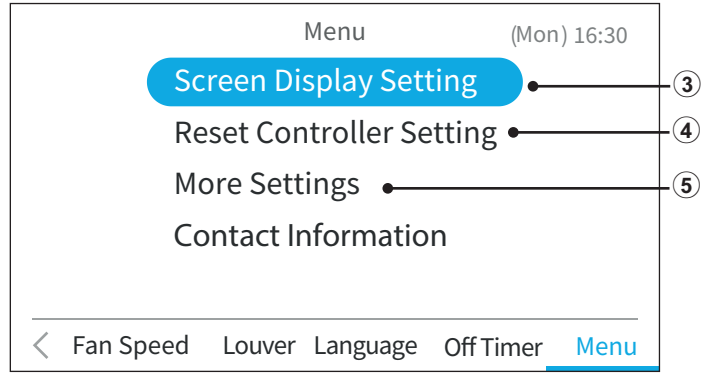 Menu (Mon) 16:30
Screen Display Setting ③
Reset Controller Setting ④
More Settings ⑤
Contact Information
Fan Speed Louver Language Off Timer Menu